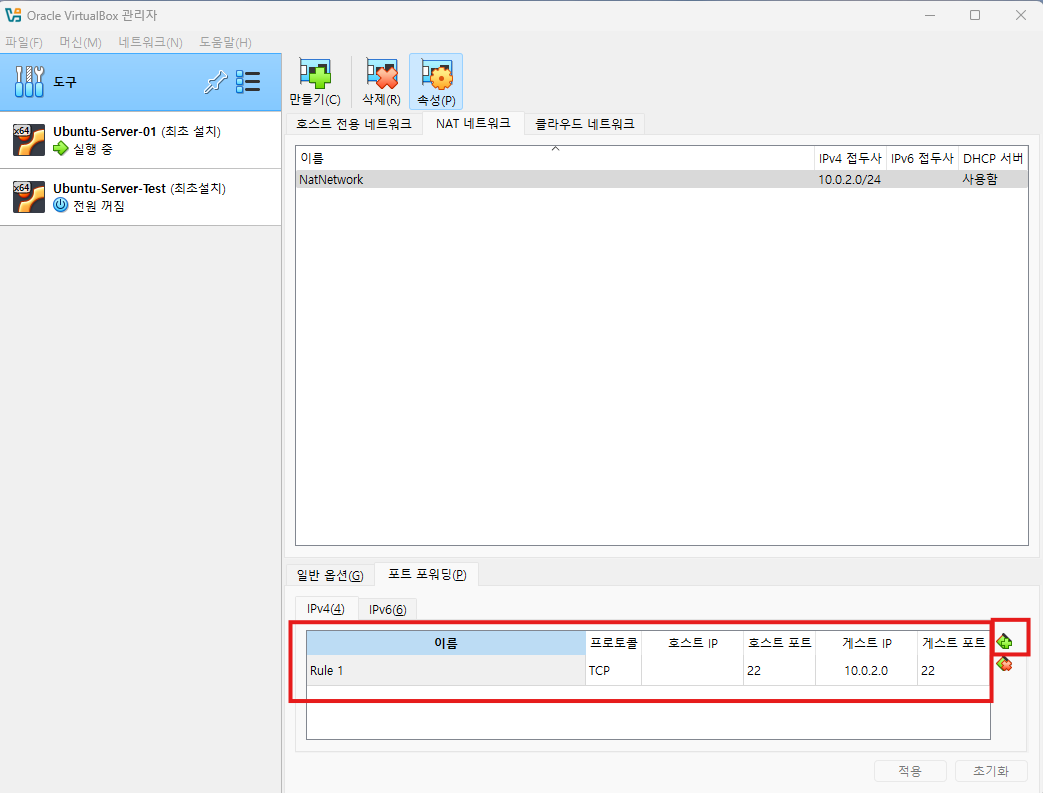 Oracle VirtualBox 관리자
파일(F) 머신(M) 네트워크(N) 도움말(H)
도구
x64
Ubuntu-Server-01 (최초 설치)
실행 중
x64
Ubuntu-Server-Test (최초설치)
전원 꺼짐
만들기(C) 삭제(R) 속성(P)
호스트 전용 네트워크 NAT 네트워크 클라우드 네트워크
이름 IPv4 접두사 IPv6 접두사 DHCP 서버
NatNetwork 10.0.2.0/24 사용함
일반 옵션(G) 포트 포워딩(P)
IPv4(4) IPv6(6)
이름 프로토콜 호스트 IP 호스트 포트 게스트 IP 게스트 포트
Rule 1 TCP 22 10.0.2.0 22
적용 초기화